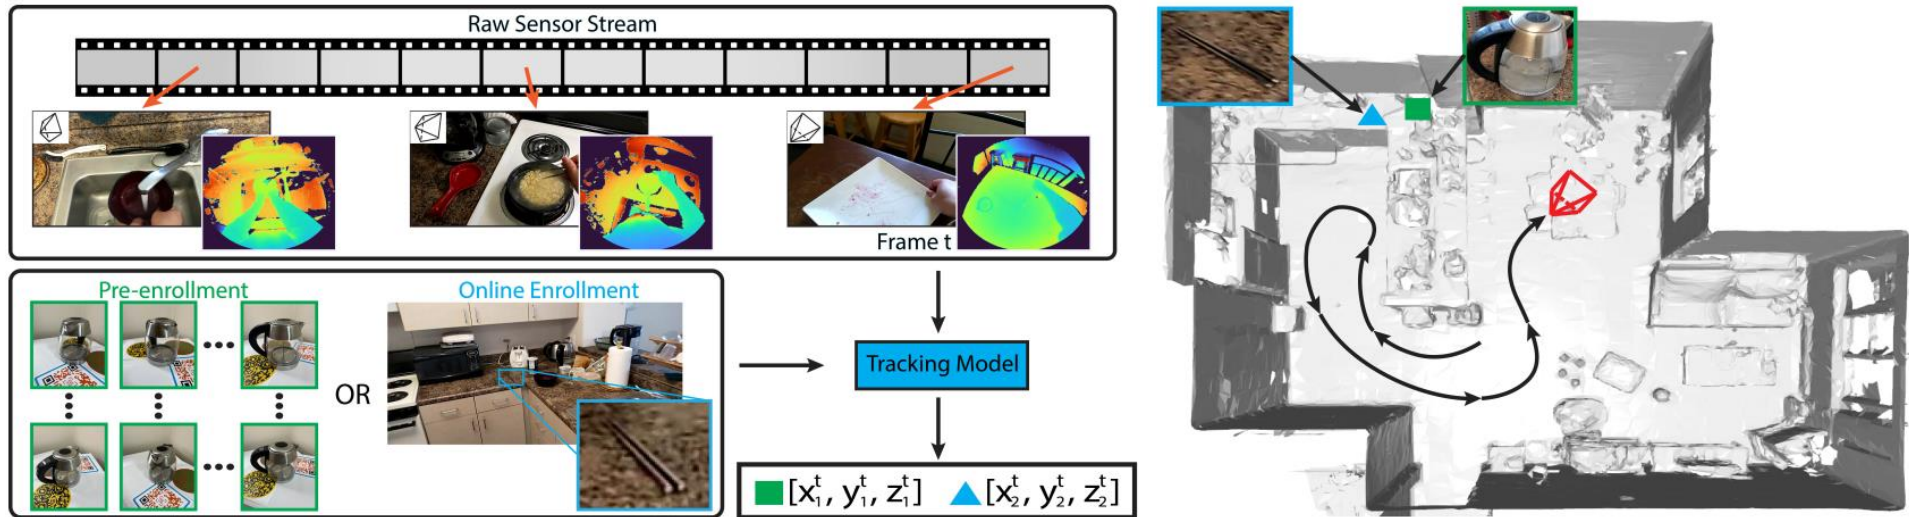 Raw Sensor Stream
Frame t
Pre-enrollment
Online Enrollment
OR
Tracking Model
[x₁ᵗ, y₁ᵗ, z₁ᵗ]
[x₂ᵗ, y₂ᵗ, z₂ᵗ]